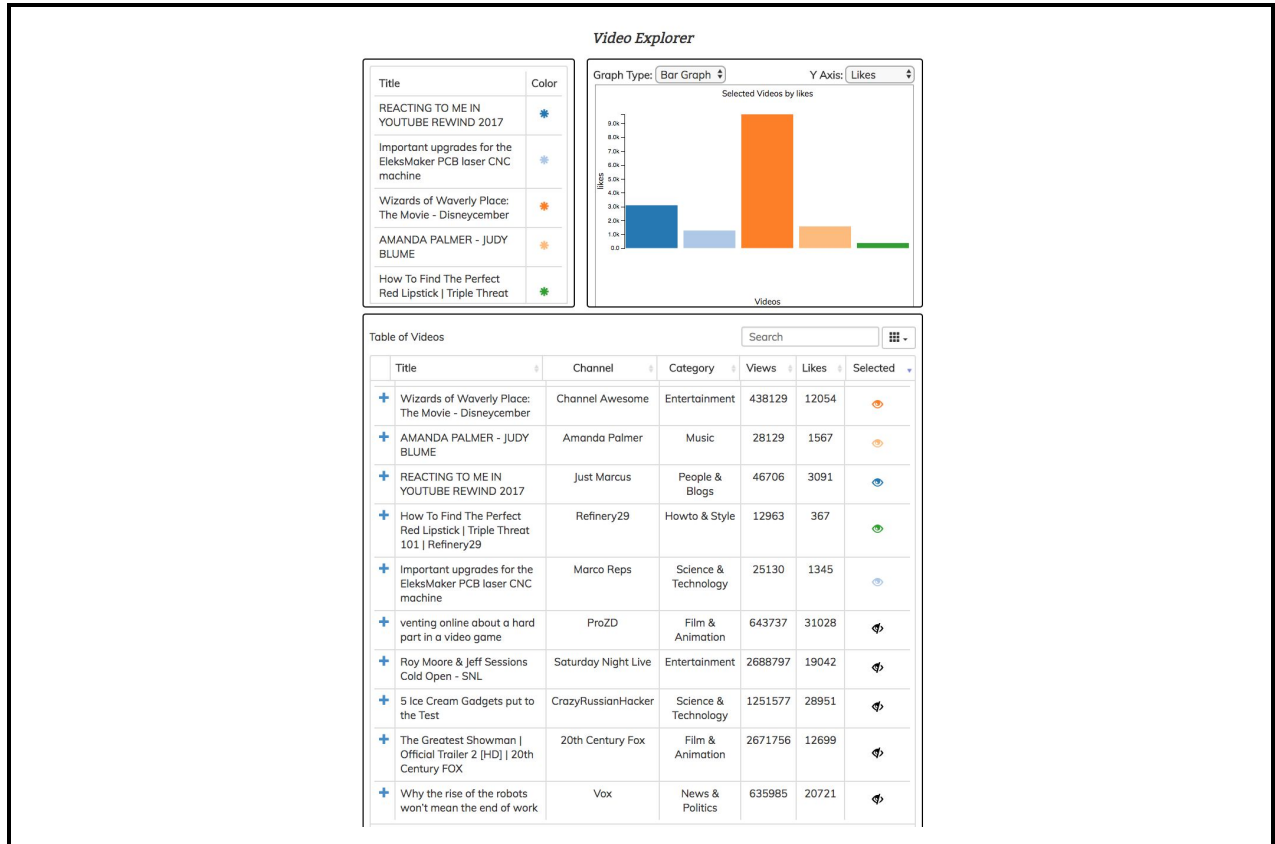 Video Explorer
Title Color
REACTING TO ME IN
YOUTUBE REWIND 2017
Important upgrades for the
EleksMaker PCB laser CNC
machine
Wizards of Waverly Place:
The Movie - Disneycember
AMANDA PALMER - JUDY
BLUME
How To Find The Perfect
Red Lipstick | Triple Threat
Graph Type: Bar Graph Y Axis: Likes
Selected Videos by likes
9.0k
8.0k
7.0k
6.0k
5.0k
4.0k
3.0k
2.0k
1.0k
0.0
likes
Videos
Table of Videos Search
Title Channel Category Views Likes Selected
Wizards of Waverly Place: Channel Awesome Entertainment 438129 12054
The Movie - Disneycember
AMANDA PALMER - JUDY Amanda Palmer Music 28129 1567
BLUME
REACTING TO ME IN Just Marcus People & 46706 3091
YOUTUBE REWIND 2017 Blogs
How To Find The Perfect Refinery29 Howto & Style 12963 367
Red Lipstick | Triple Threat
101 | Refinery29
Important upgrades for the Marco Reps Science & 25130 1345
EleksMaker PCB laser CNC Technology
machine
venting online about a hard ProZD Film & 643737 31028
part in a video game Animation
Roy Moore & Jeff Sessions Saturday Night Live Entertainment 2688797 19042
Cold Open - SNL
5 Ice Cream Gadgets put to CrazyRussianHacker Science & 1251577 28951
the Test Technology
The Greatest Showman | 20th Century Fox Film & 2671756 12699
Official Trailer 2 [HD] | 20th Animation
Century FOX
Why the rise of the robots Vox News & 635985 20721
won't mean the end of work Politics